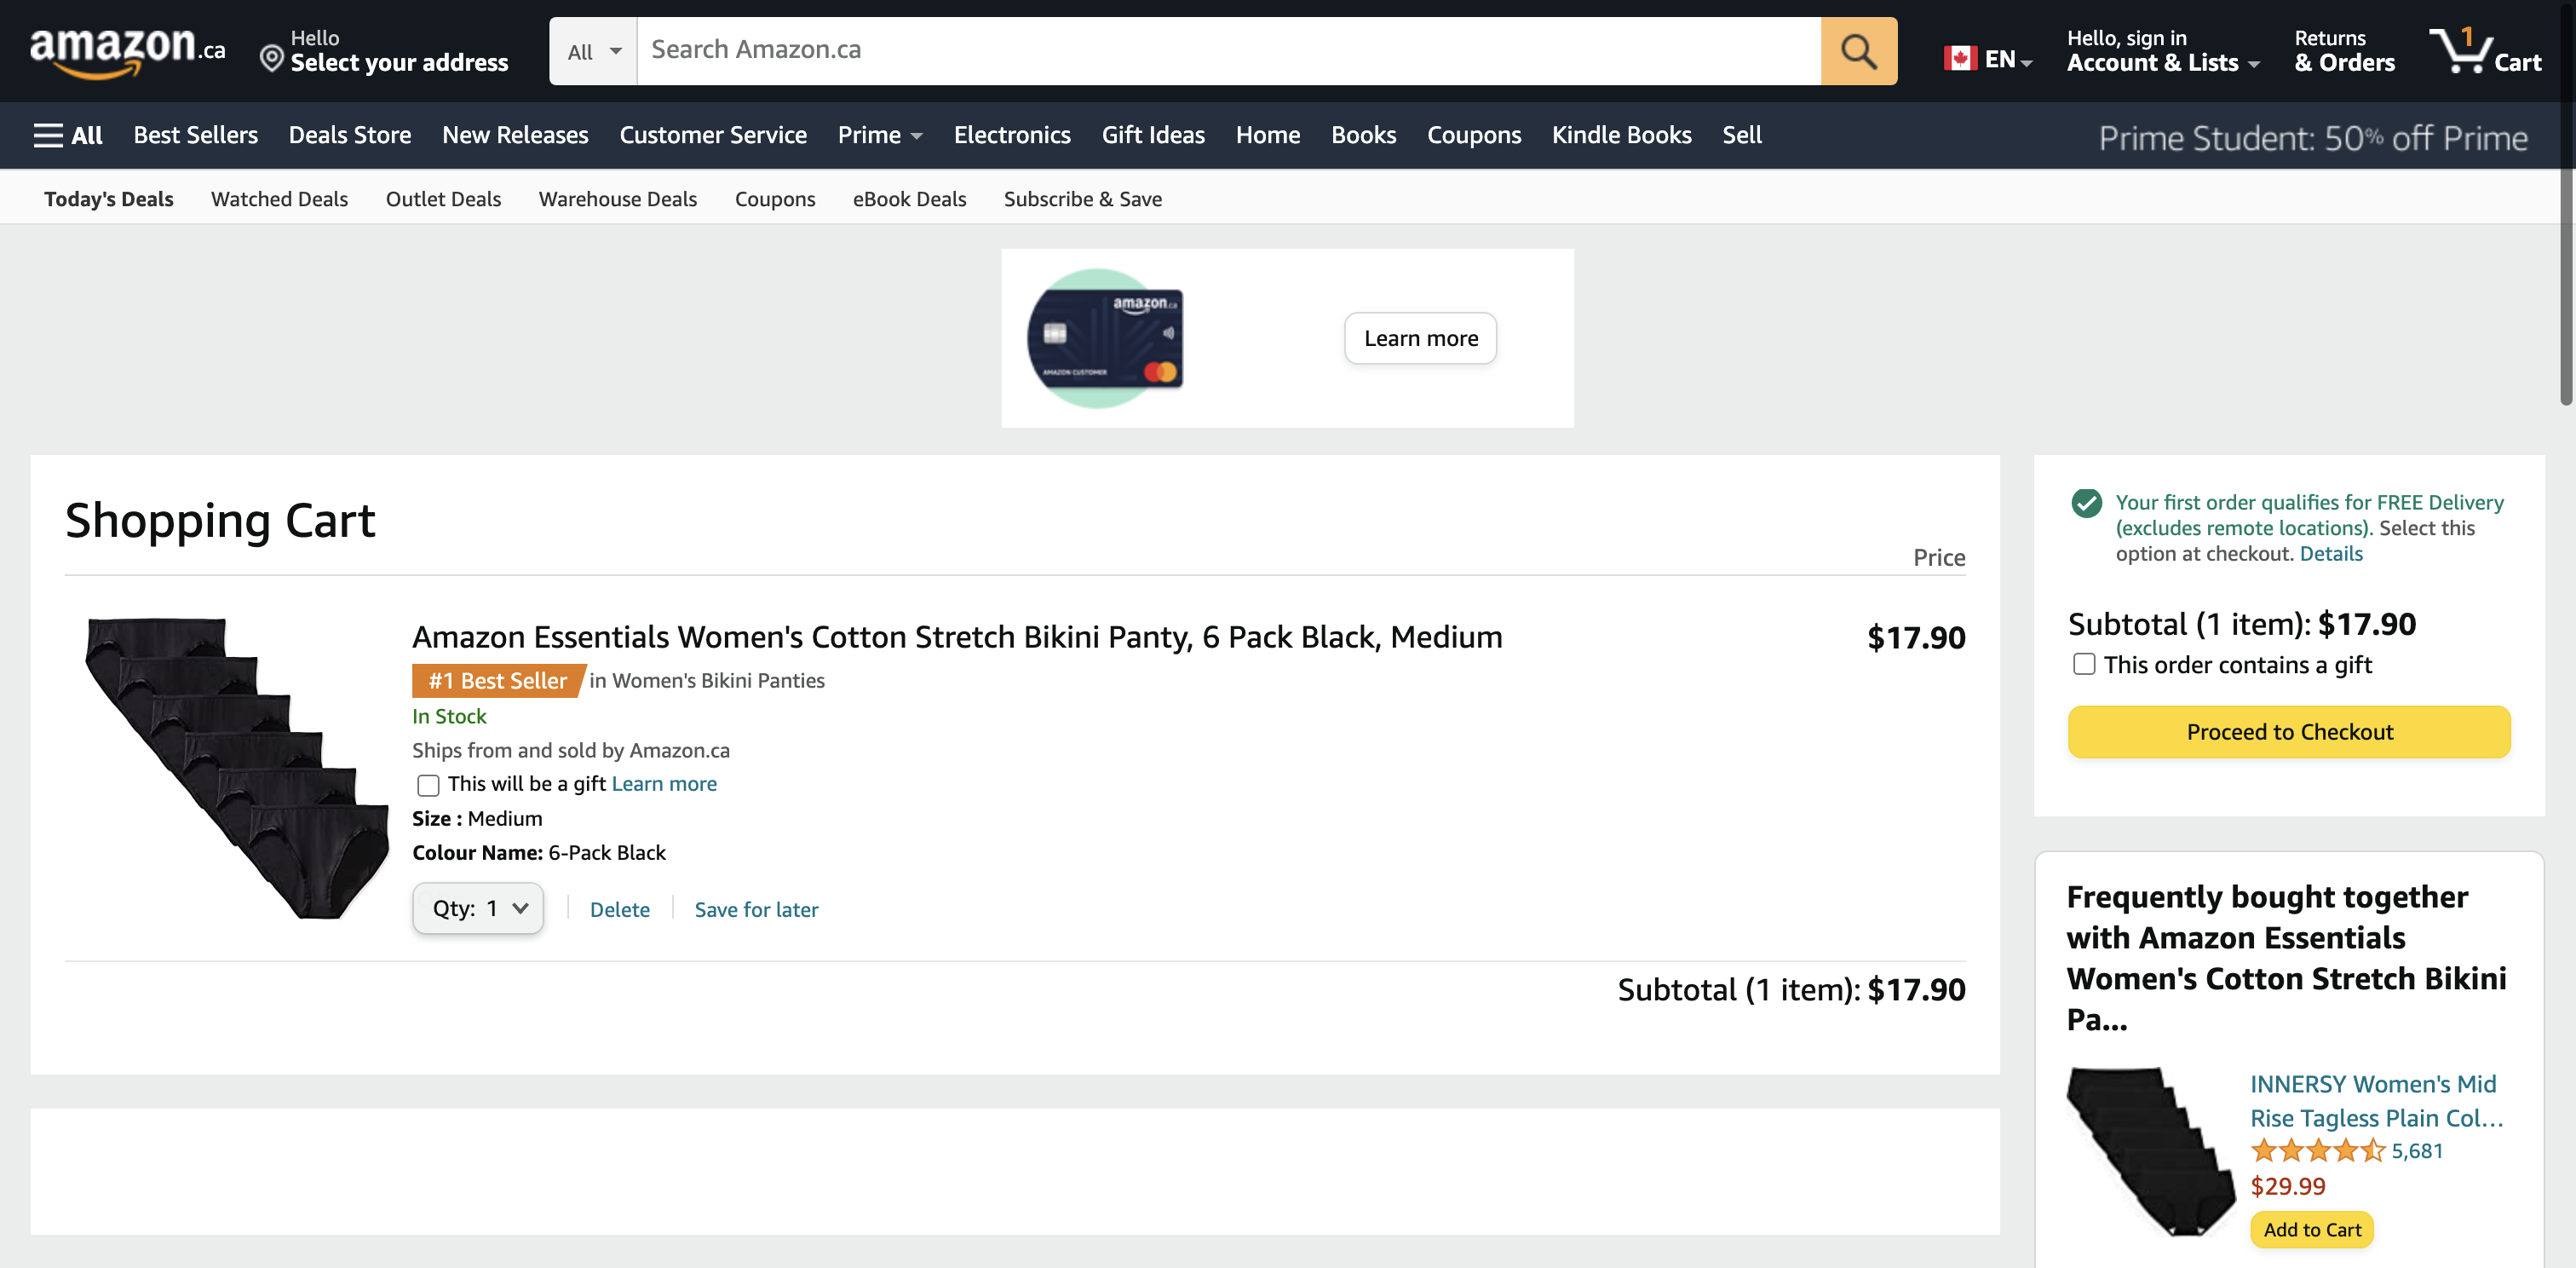 amazon.ca
Hello
Select your address
All
Search Amazon.ca
EN
Hello, sign in
Account & Lists
Returns
& Orders
1
Cart
All
Best Sellers
Deals Store
New Releases
Customer Service
Prime
Electronics
Gift Ideas
Home
Books
Coupons
Kindle Books
Sell
Prime Student: 50% off Prime
Today's Deals
Watched Deals
Outlet Deals
Warehouse Deals
Coupons
eBook Deals
Subscribe & Save
amazon.ca
AMAZON CUSTOMER
Learn more
Shopping Cart
Price
Amazon Essentials Women's Cotton Stretch Bikini Panty, 6 Pack Black, Medium
$17.90
#1 Best Seller in Women's Bikini Panties
In Stock
Ships from and sold by Amazon.ca
This will be a gift Learn more
Size : Medium
Colour Name: 6-Pack Black
Qty: 1
Delete
Save for later
Subtotal (1 item): $17.90
Your first order qualifies for FREE Delivery
(excludes remote locations). Select this
option at checkout. Details
Subtotal (1 item): $17.90
This order contains a gift
Proceed to Checkout
Frequently bought together
with Amazon Essentials
Women's Cotton Stretch Bikini
Pa...
INNERSY Women's Mid
Rise Tagless Plain Col...
5,681
$29.99
Add to Cart